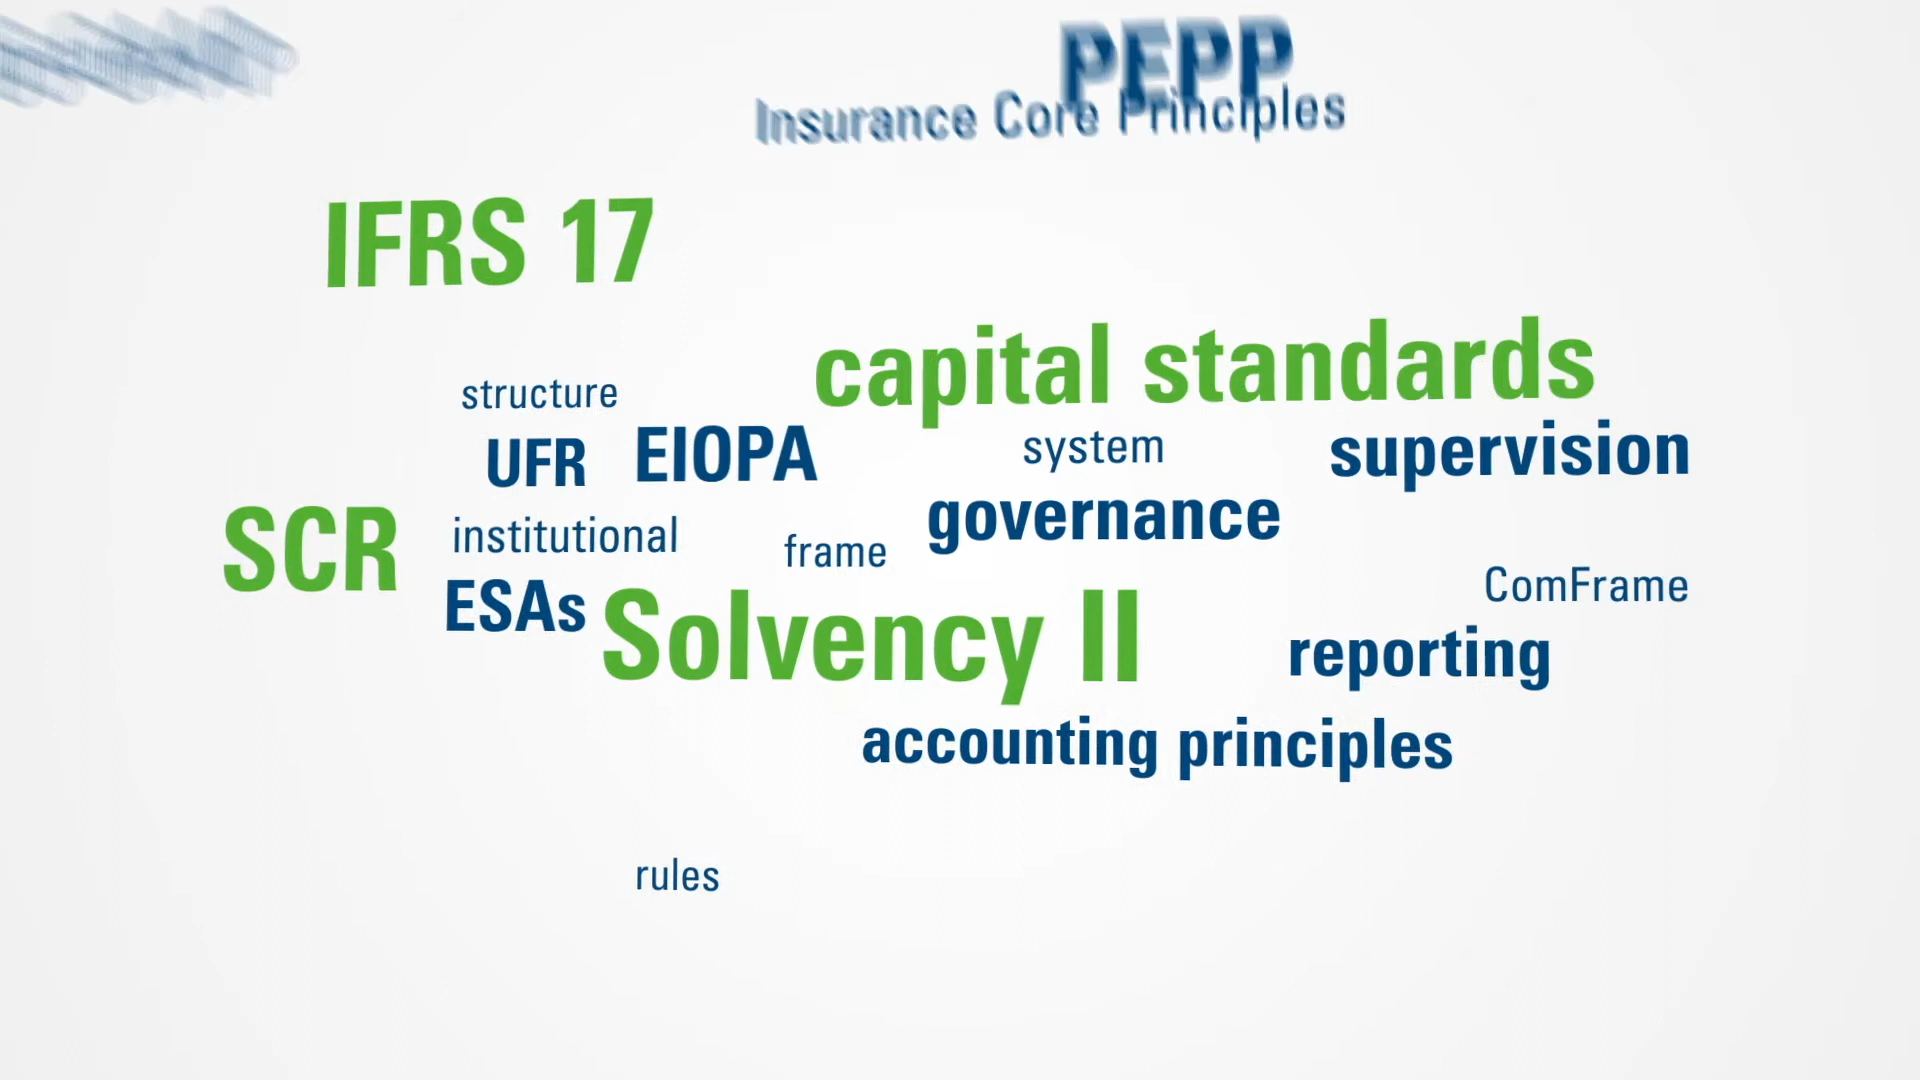 PEPP
Insurance Core Principles
IFRS 17
capital standards
structure
UFR
EIOPA
system
supervision
SCR
institutional
frame
governance
ESAs
Solvency II
ComFrame
reporting
accounting principles
rules